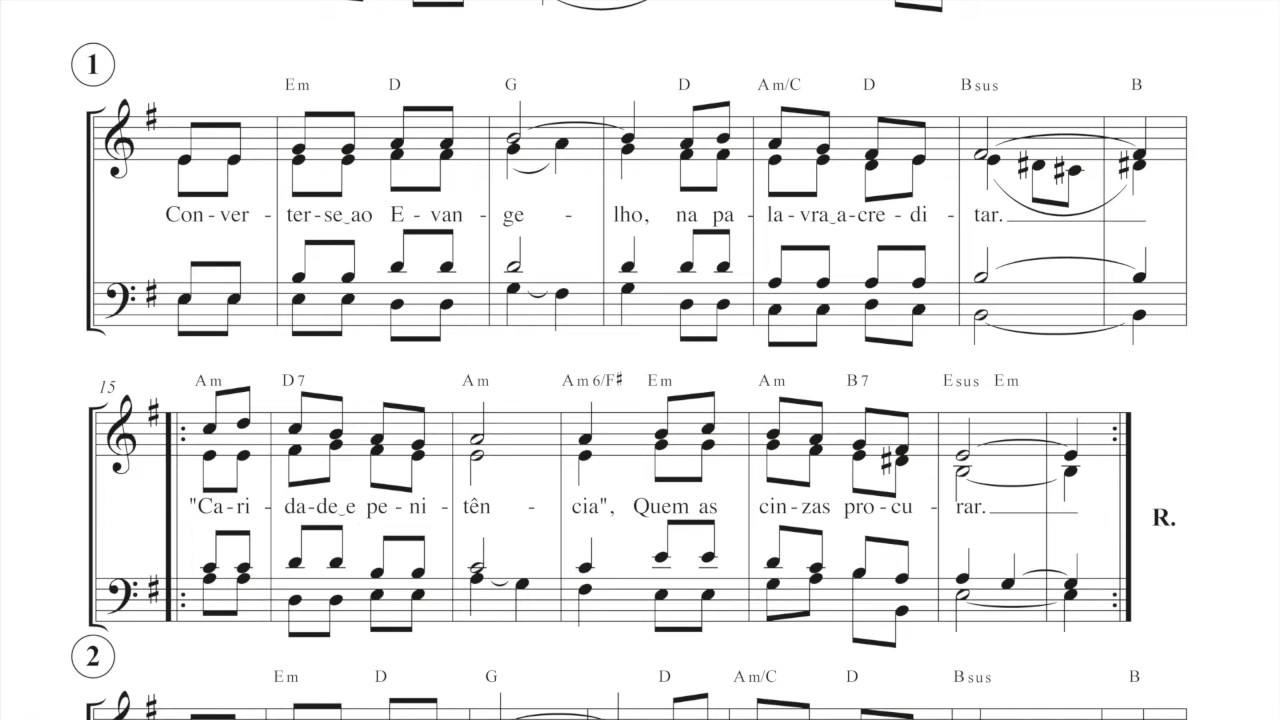 1
Em D G D Am/C D Bsus B
Con - ver - ter-se‿ao E - van - ge - lho, na pa - la - vra‿a-cre - di - tar.
15 Am D7 Am Am6/F♯ Em Am B7 Esus Em
"Ca - ri - da-de‿e pe - ni - tên - cia", Quem as cin - zas pro - cu - rar.
R.
2
Em D G D Am/C D Bsus B